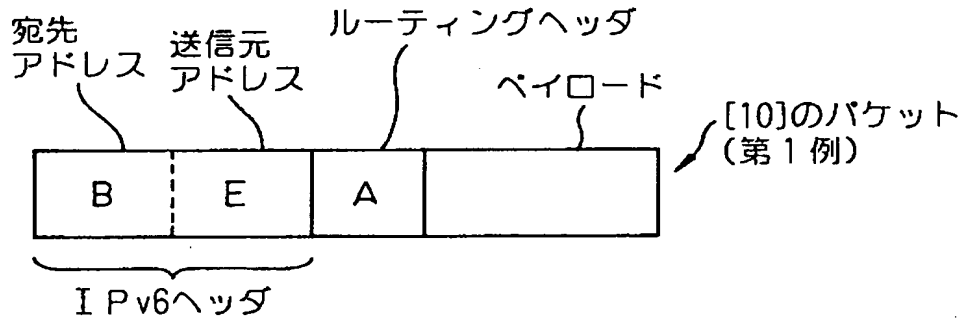 宛先
アドレス
送信元
アドレス
ルーティングヘッダ
ペイロード
[10]のパケット
(第1例)
B
E
A
IPv6ヘッダ